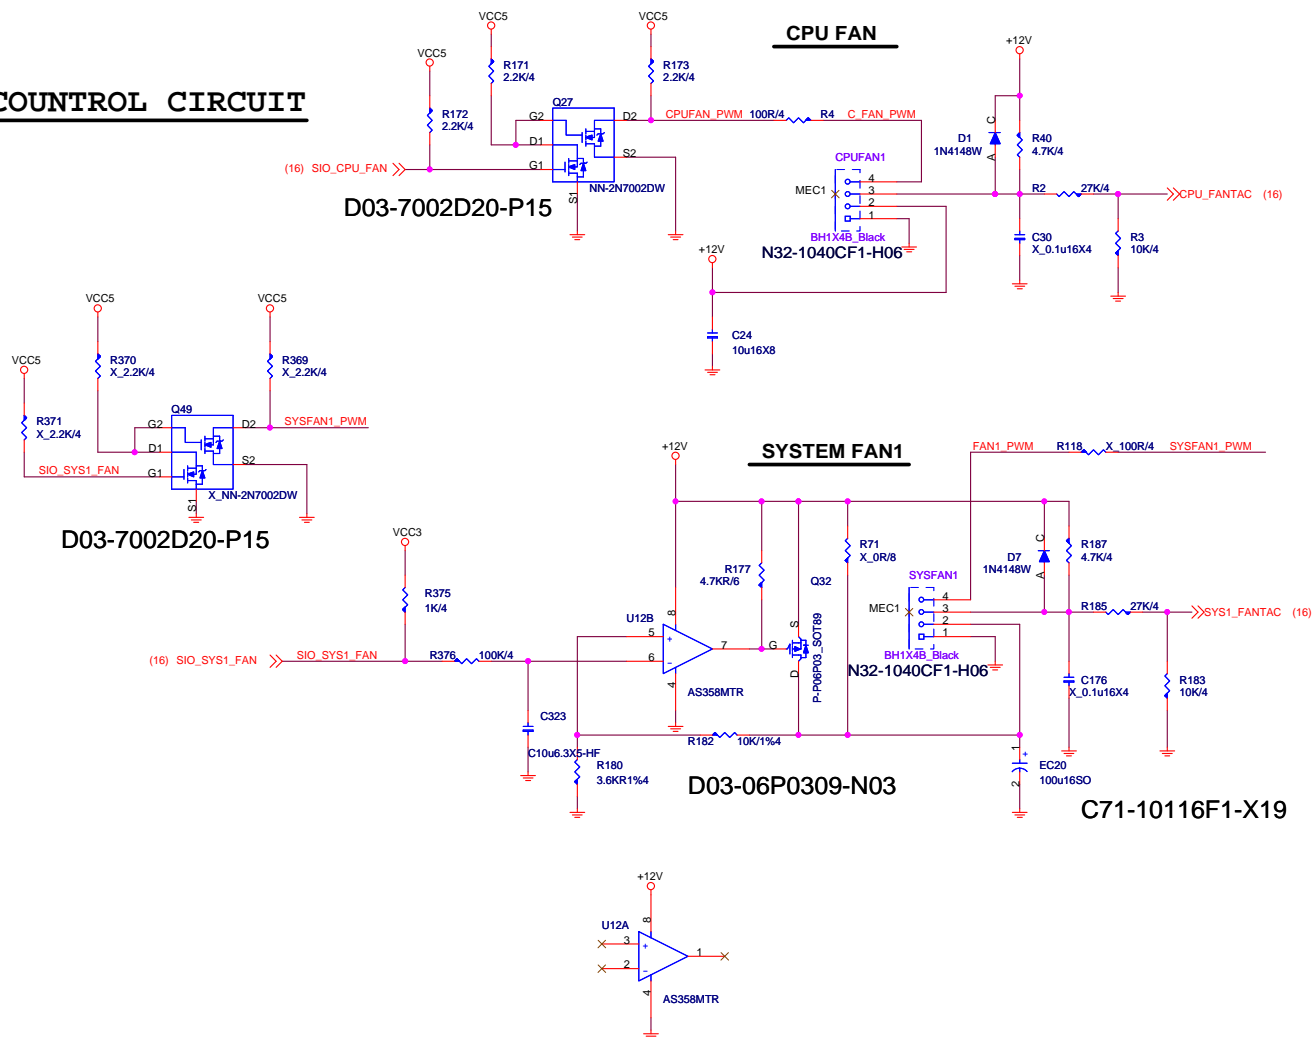 COUNTROL CIRCUIT
CPU FAN
VCC5
R172
2.2K/4
VCC5
R171
2.2K/4
VCC5
R173
2.2K/4
Q27
G2
D1
G1
D2
S2
S1
NN-2N7002DW
(16) SIO_CPU_FAN
D03-7002D20-P15
CPUFAN_PWM
100R/4
R4
C_FAN_PWM
+12V
D1
1N4148W
C
A
R40
4.7K/4
CPUFAN1
MEC1
4
3
2
1
BH1X4B_Black
N32-1040CF1-H06
R2
27K/4
CPU_FANTAC (16)
C30
X_0.1u16X4
R3
10K/4
+12V
C24
10u16X8
VCC5
R371
X_2.2K/4
VCC5
R370
X_2.2K/4
VCC5
R369
X_2.2K/4
Q49
G2
D1
G1
D2
S2
S1
X_NN-2N7002DW
SIO_SYS1_FAN
SYSFAN1_PWM
D03-7002D20-P15
SYSTEM FAN1
+12V
FAN1_PWM
R118
X_100R/4
SYSFAN1_PWM
VCC3
R375
1K/4
(16) SIO_SYS1_FAN
SIO_SYS1_FAN
R376
100K/4
C323
C10u6.3X5-HF
R180
3.6KR1%4
U12B
5
6
+
-
8
4
7
AS358MTR
R177
4.7KR/6
Q32
S
G
D
P-P06P03_SOT89
R71
X_0R/8
R182
10K/1%4
D03-06P0309-N03
SYSFAN1
MEC1
4
3
2
1
BH1X4B_Black
N32-1040CF1-H06
D7
1N4148W
C
A
R187
4.7K/4
R185
27K/4
SYS1_FANTAC (16)
C176
X_0.1u16X4
R183
10K/4
1
+
2
EC20
100u16SO
C71-10116F1-X19
+12V
U12A
8
3
2
+
-
1
4
AS358MTR